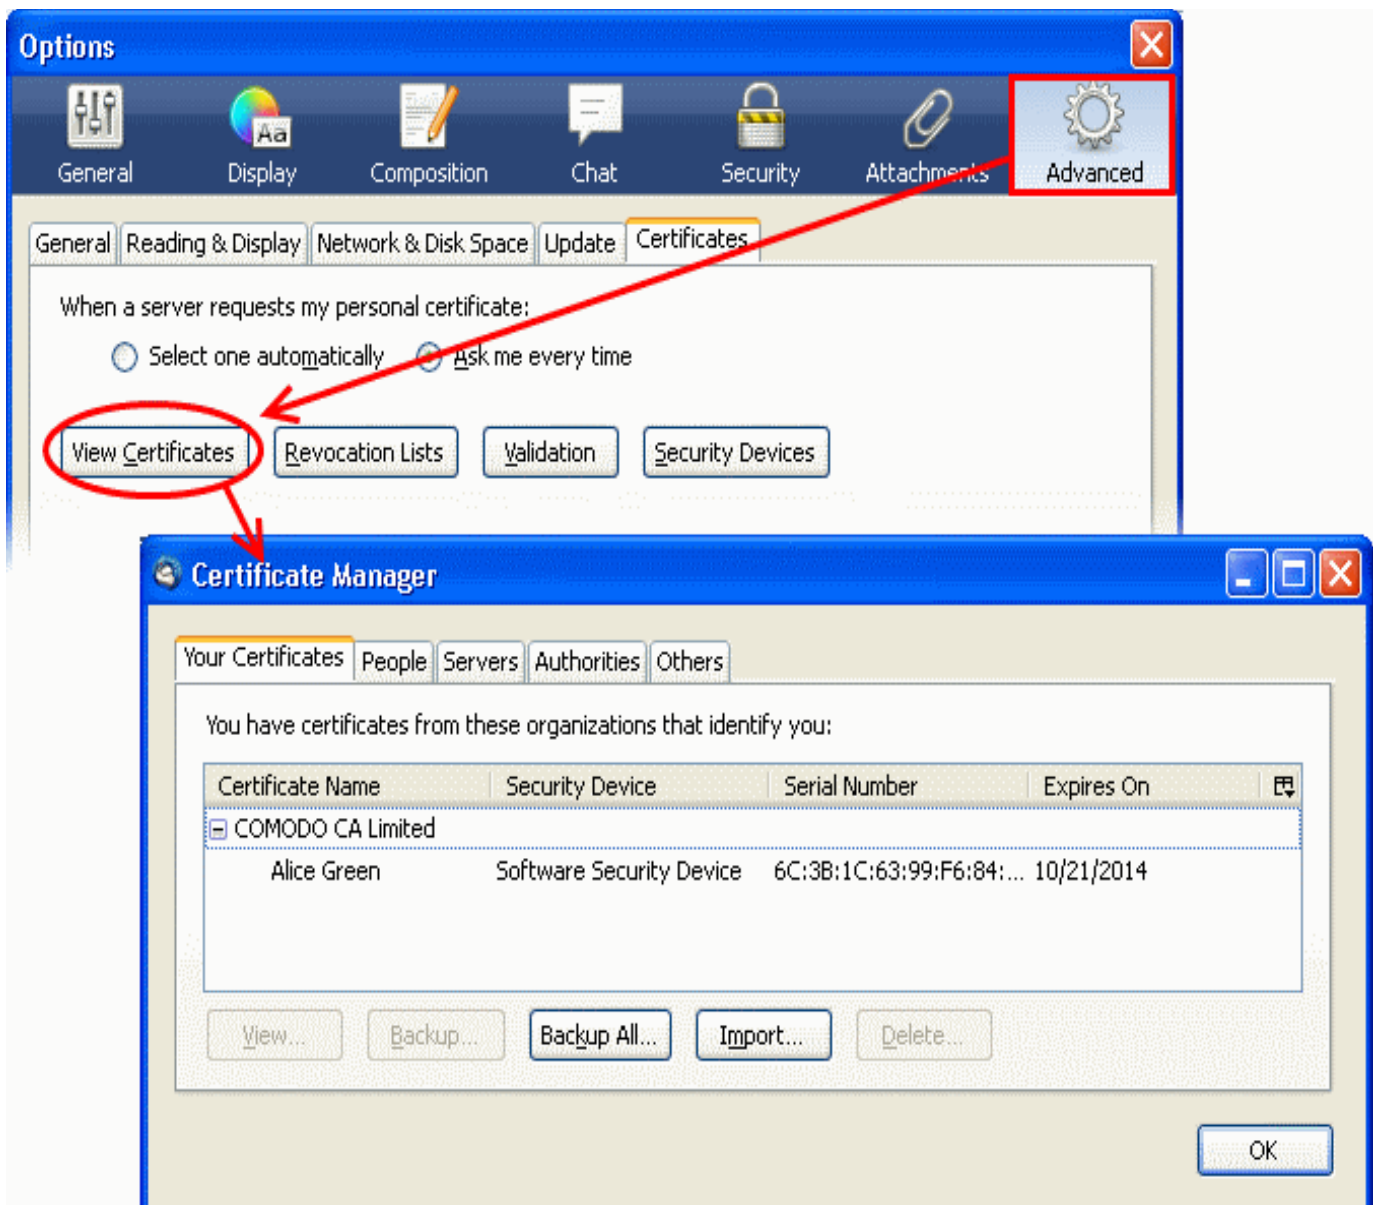 Options
General Display Composition Chat Security Attachments Advanced
General Reading & Display Network & Disk Space Update Certificates
When a server requests my personal certificate:
Select one automatically Ask me every time
View Certificates Revocation Lists Validation Security Devices
Certificate Manager
Your Certificates People Servers Authorities Others
You have certificates from these organizations that identify you:
Certificate Name Security Device Serial Number Expires On
COMODO CA Limited
Alice Green Software Security Device 6C:3B:1C:63:99:F6:84:... 10/21/2014
View... Backup... Backup All... Import... Delete...
OK